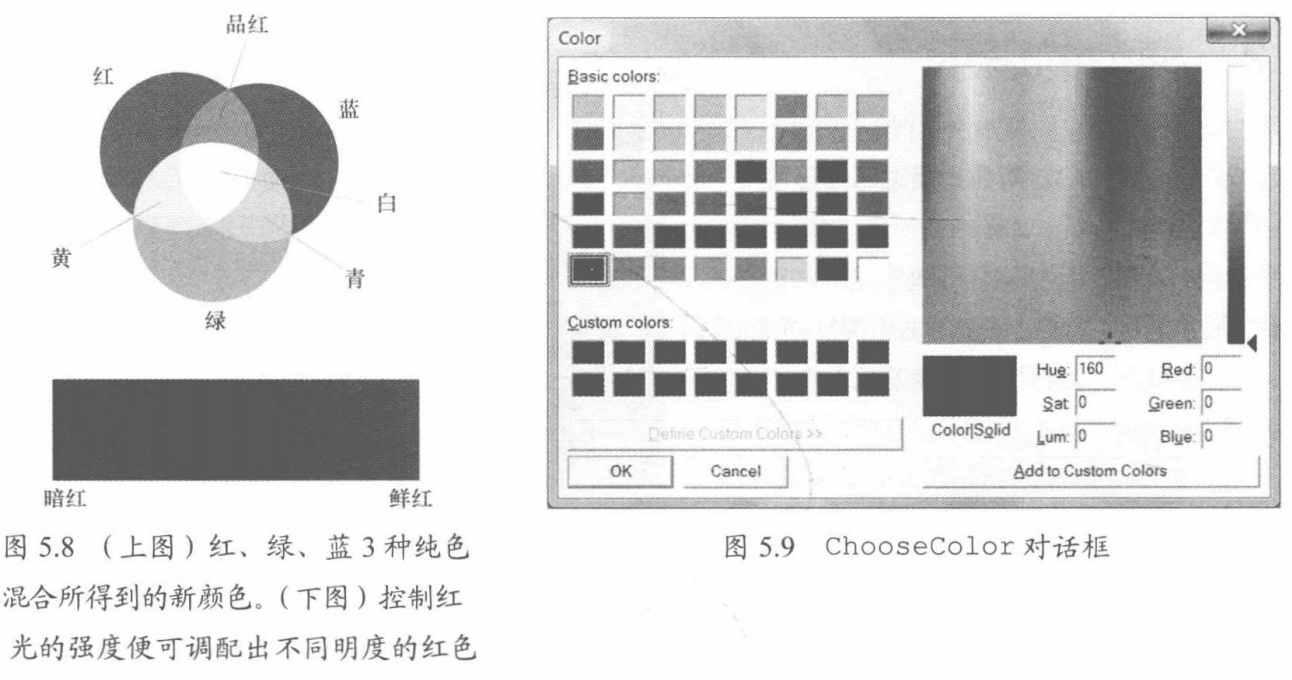 品红
红
蓝
白
黄
青
绿
暗红
鲜红
图 5.8 （上图）红、绿、蓝 3 种纯色
混合所得到的新颜色。（下图）控制红
光的强度便可调配出不同明度的红色
Color
Basic colors:
Custom colors:
Define Custom Colors >>
OK
Cancel
Color|Solid
Hue: 160
Sat: 0
Lum: 0
Red: 0
Green: 0
Blue: 0
Add to Custom Colors
图 5.9 ChooseColor 对话框